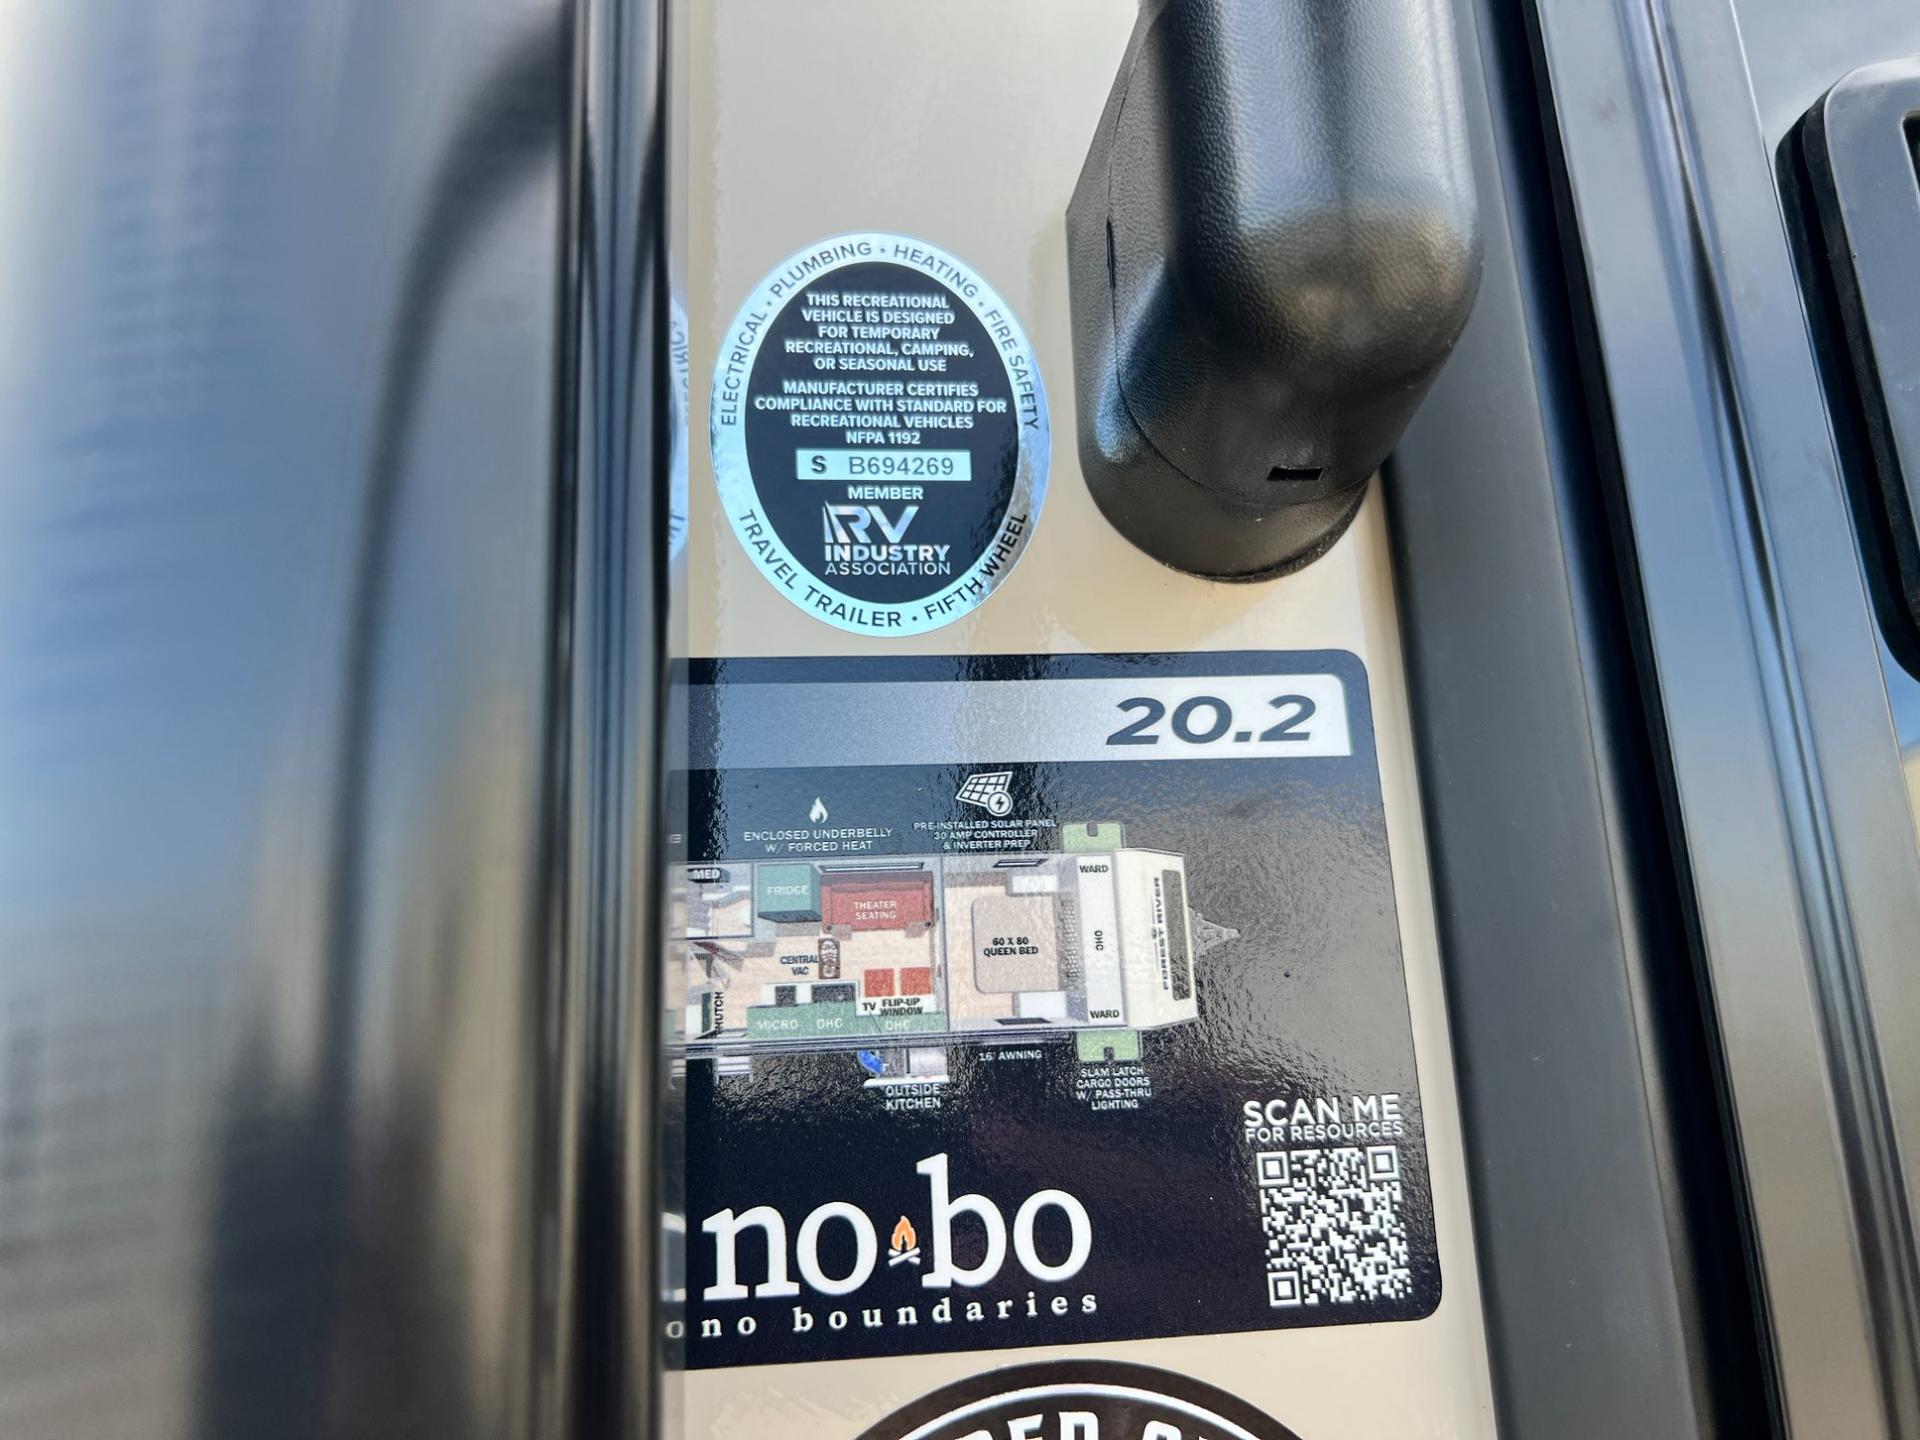 ELECTRICAL • PLUMBING • HEATING • FIRE SAFETY
THIS RECREATIONAL
VEHICLE IS DESIGNED
FOR TEMPORARY
RECREATIONAL, CAMPING,
OR SEASONAL USE
MANUFACTURER CERTIFIES
COMPLIANCE WITH STANDARD FOR
RECREATIONAL VEHICLES
NFPA 1192
S B694269
MEMBER
RV
INDUSTRY
ASSOCIATION
TRAVEL TRAILER • FIFTH WHEEL
20.2
ENCLOSED UNDERBELLY
W/ FORCED HEAT
PRE-INSTALLED SOLAR PANEL
30 AMP CONTROLLER
& INVERTER PREP
MED
FRIDGE
THEATER
SEATING
WARD
FOREST RIVER
60 X 80
QUEEN BED
OHC
CENTRAL
VAC
HUTCH
TV
FLIP-UP
WINDOW
MICRO
OHC
OHC
WARD
16' AWNING
OUTSIDE
KITCHEN
SLAM LATCH
CARGO DOORS
W/ PASS-THRU
LIGHTING
SCAN ME
FOR RESOURCES
no bo
no boundaries